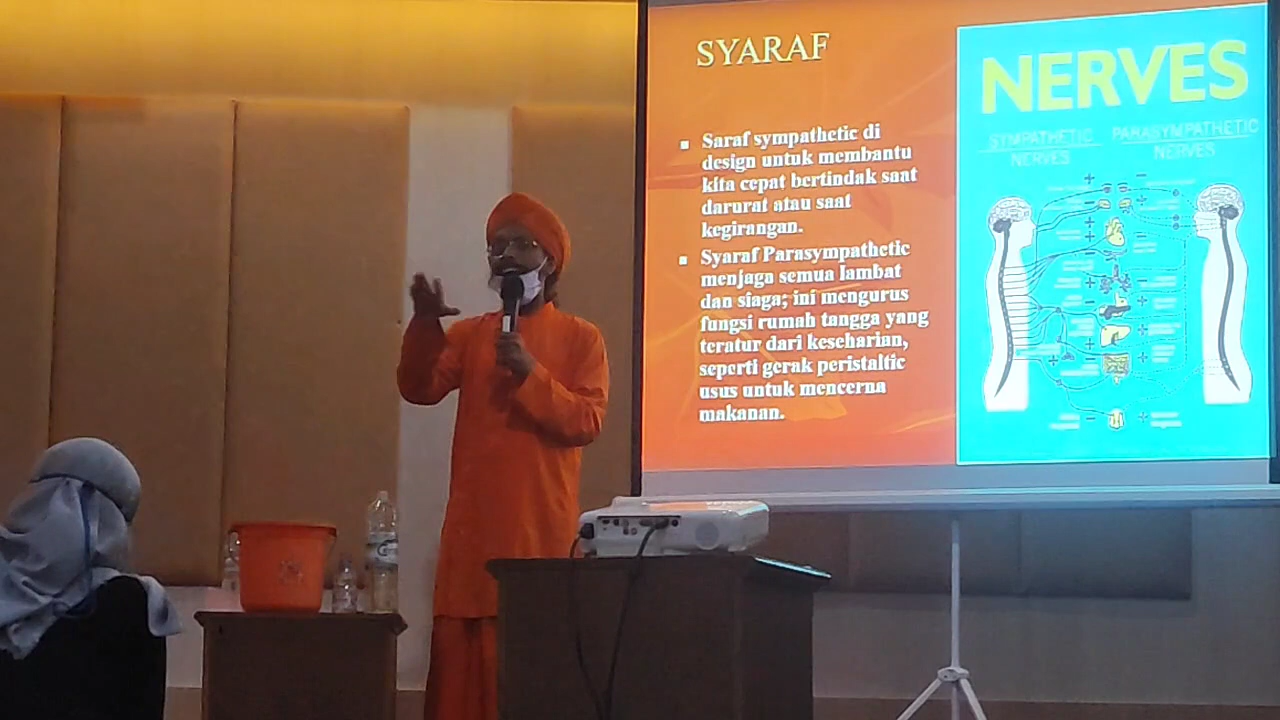 SYARAF
Saraf sympathetic di
design untuk membantu
kita cepat bertindak saat
darurat atau saat
kegirangan.
Syaraf Parasympathetic
menjaga semua lambat
dan siaga; ini mengurus
fungsi rumah tangga yang
teratur dari keseharian,
seperti gerak peristaltic
usus untuk mencerna
makanan.
NERVES
SYMPATHETIC
NERVES
PARASYMPATHETIC
NERVES